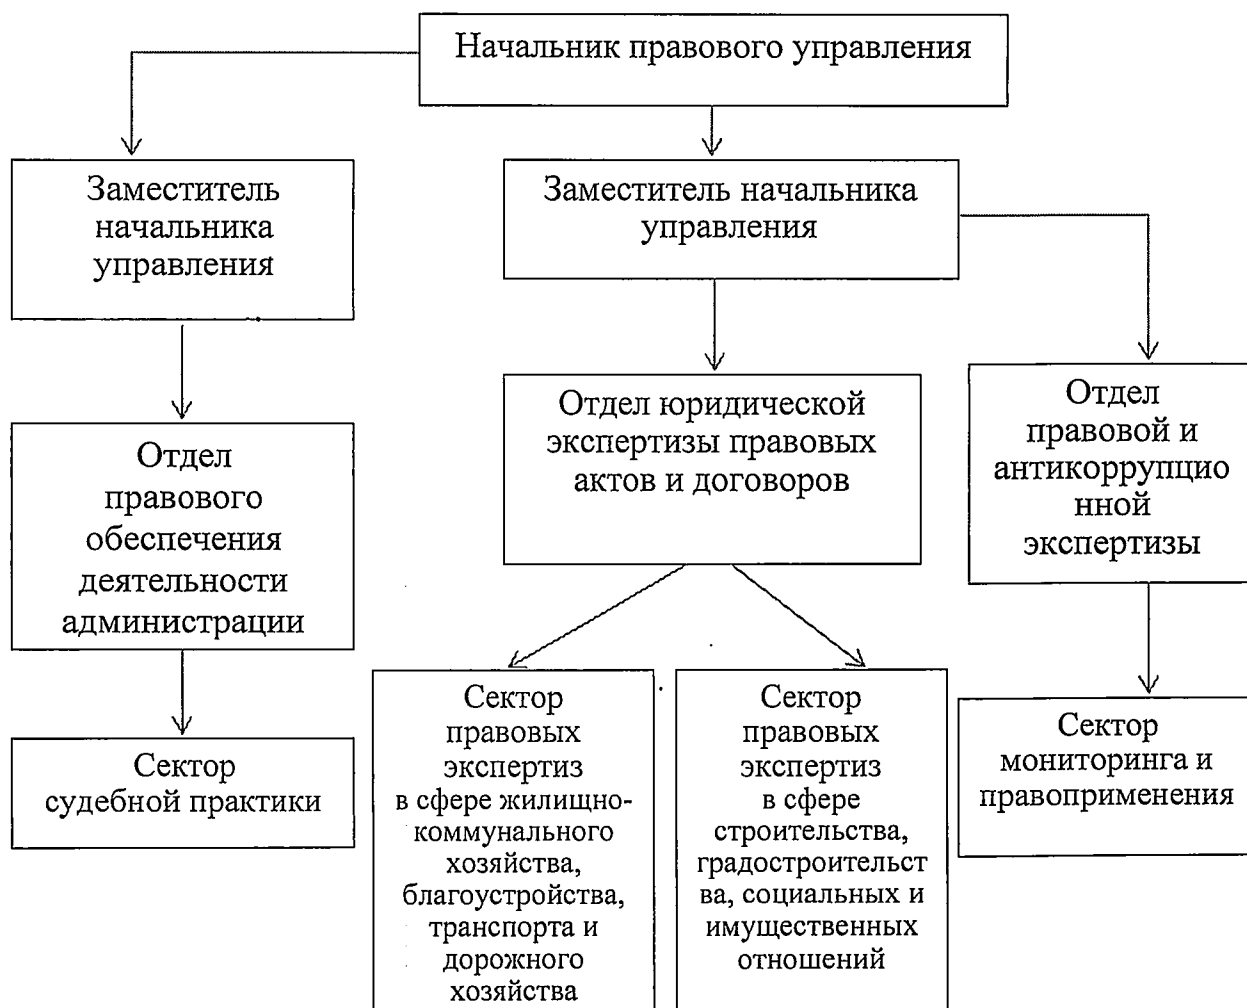 Начальник правового управления
Заместитель
начальника
управления
Заместитель начальника
управления
Отдел
правового
обеспечения
деятельности
администрации
Отдел юридической
экспертизы правовых
актов и договоров
Отдел
правовой и
антикоррупцио
нной
экспертизы
Сектор
судебной практики
Сектор
правовых
экспертиз
в сфере жилищно-
коммунального
хозяйства,
благоустройства,
транспорта и
дорожного
хозяйства
Сектор
правовых
экспертиз
в сфере
строительства,
градостроительст
ва, социальных и
имущественных
отношений
Сектор
мониторинга и
правоприменения